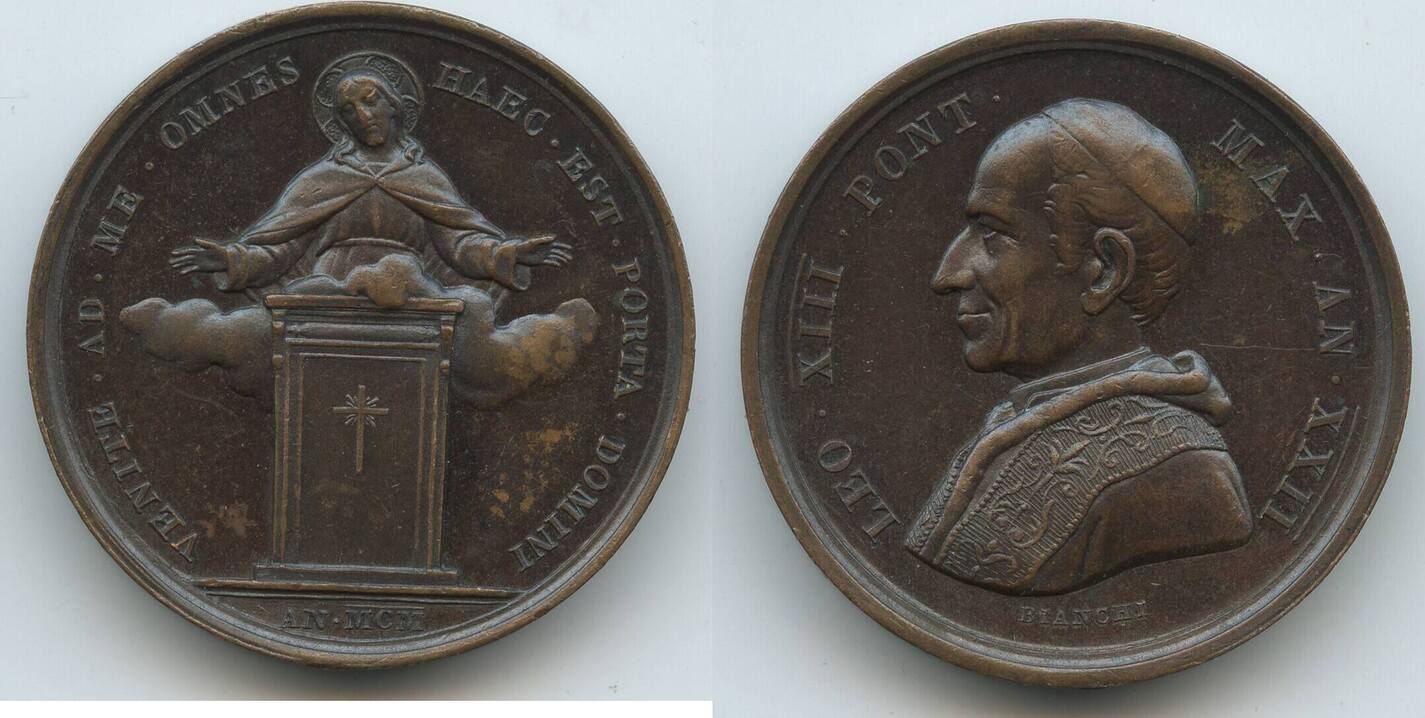 VENITE · AD · ME · OMNES HAEC · EST · PORTA · DOMINI
AN · MCM
LEO · XIII PONT · MAX · AN · XXII
BIANCHI